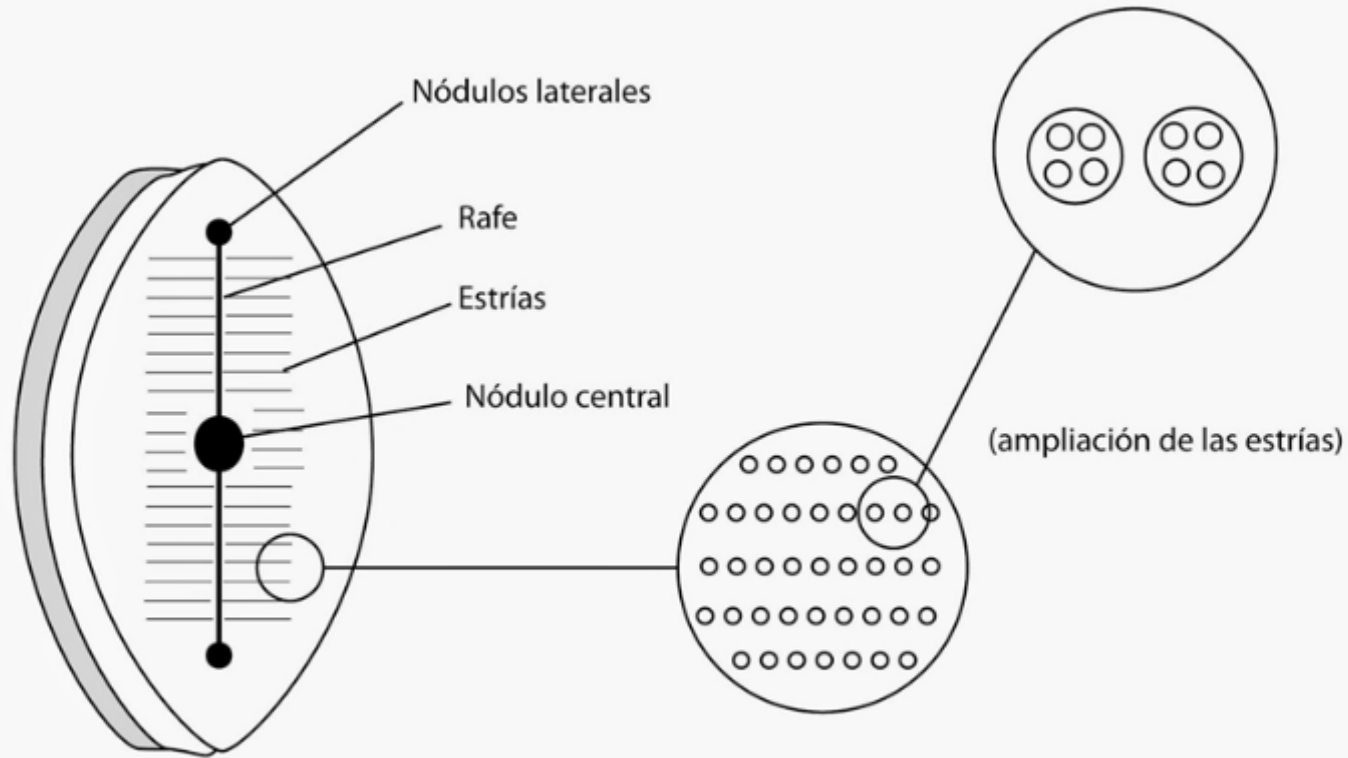 Nódulos laterales
Rafe
Estrías
Nódulo central
(ampliación de las estrías)